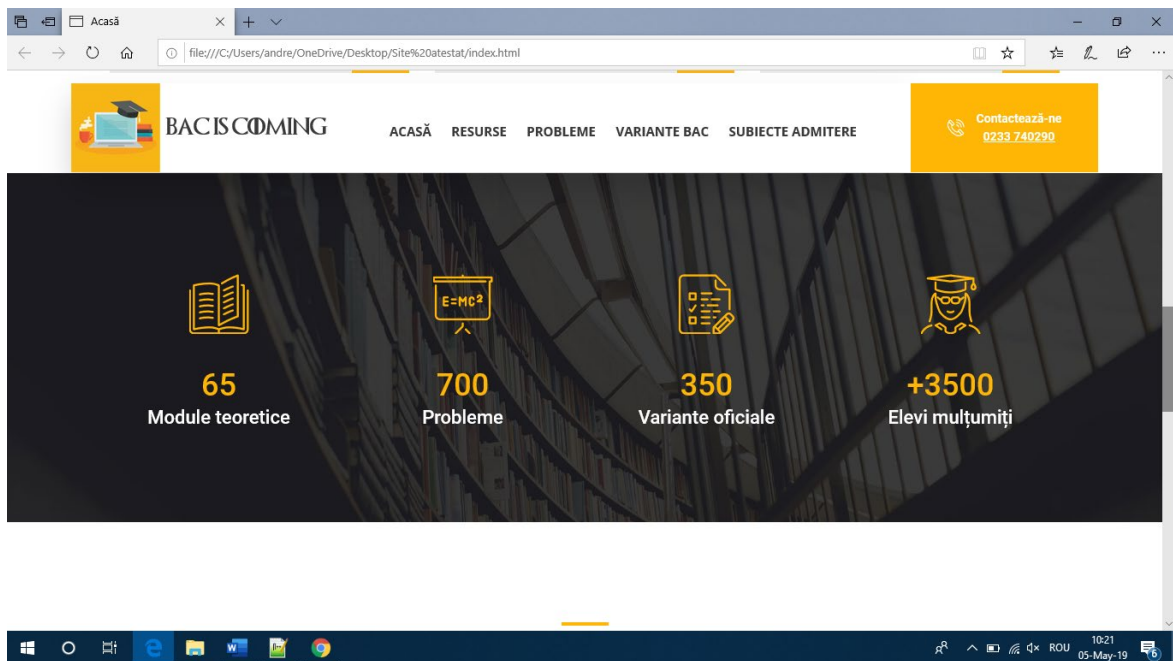 Acasă
file:///C:/Users/andre/OneDrive/Desktop/Site%20atestat/index.html
BAC IS COMING
ACASĂ RESURSE PROBLEME VARIANTE BAC SUBIECTE ADMITERE
Contactează-ne
0233 740290
E=MC²
65 700 350 +3500
Module teoretice Probleme Variante oficiale Elevi mulțumiți
ROU
10:21
05-May-19
6